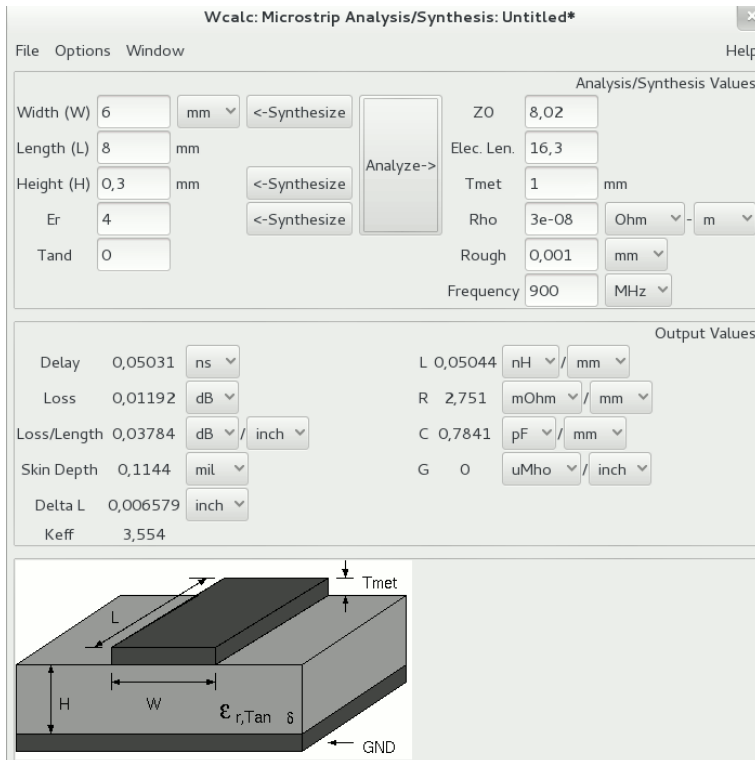 Wcalc: Microstrip Analysis/Synthesis: Untitled*
File Options Window Help
Analysis/Synthesis Values
Width (W) 6 mm <-Synthesize
Length (L) 8 mm
Height (H) 0,3 mm <-Synthesize
Er 4 <-Synthesize
Tand 0
Analyze->
Z0 8,02
Elec. Len. 16,3
Tmet 1 mm
Rho 3e-08 Ohm - m
Rough 0,001 mm
Frequency 900 MHz
Output Values
Delay 0,05031 ns
Loss 0,01192 dB
Loss/Length 0,03784 dB / inch
Skin Depth 0,1144 mil
Delta L 0,006579 inch
Keff 3,554
L 0,05044 nH / mm
R 2,751 mOhm / mm
C 0,7841 pF / mm
G 0 uMho / inch
Tmet
L
H W
ε r,Tan δ
GND